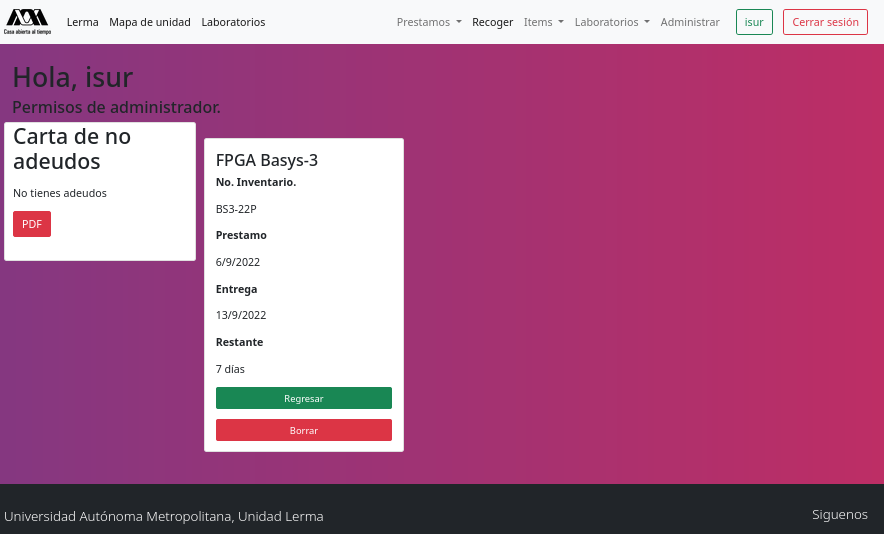 Casa abierta al tiempo
Lerma Mapa de unidad Laboratorios Prestamos Recoger Items Laboratorios Administrar isur Cerrar sesión
Hola, isur
Permisos de administrador.
Carta de no
adeudos
No tienes adeudos
PDF
FPGA Basys-3
No. Inventario.
BS3-22P
Prestamo
6/9/2022
Entrega
13/9/2022
Restante
7 días
Regresar
Borrar
Universidad Autónoma Metropolitana, Unidad Lerma
Siguenos